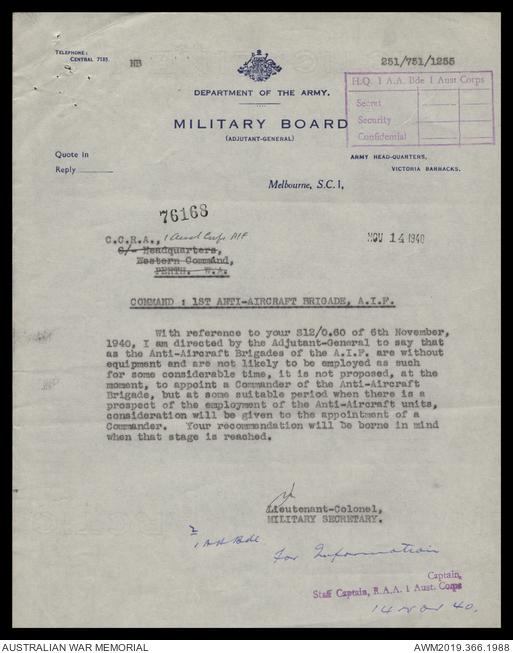 TELEPHONE:
CENTRAL 7185.
NB
251/751/1255
H.Q. 1 A.A. Bde 1 Aust Corps
Secret
Security
Confidential
DEPARTMENT OF THE ARMY.
MILITARY BOARD
(ADJUTANT-GENERAL)
Quote in
Reply
ARMY HEAD-QUARTERS,
VICTORIA BARRACKS.
Melbourne, S.C. 1,
76168
C.C.R.A., 1 Aust Corps AIF
C/- Headquarters,
Western Command,
PERTH. W.A.
NOV 14 1940
COMMAND : 1ST ANTI-AIRCRAFT BRIGADE, A.I.F.
With reference to your S12/0.60 of 6th November,
1940, I am directed by the Adjutant-General to say that
as the Anti-Aircraft Brigades of the A.I.F. are without
equipment and are not likely to be employed as such
for some considerable time, it is not proposed, at the
moment, to appoint a Commander of the Anti-Aircraft
Brigade, but at some suitable period when there is a
prospect of the employment of the Anti-Aircraft units,
consideration will be given to the appointment of a
Commander. Your recommendation will be borne in mind
when that stage is reached.
Lieutenant-Colonel,
MILITARY SECRETARY.
2
1 AA Bde
For Information
Captain,
Staff Captain, R.A.A. 1 Aust. Corps
14 Nov 40.
AUSTRALIAN WAR MEMORIAL
AWM2019.366.1988